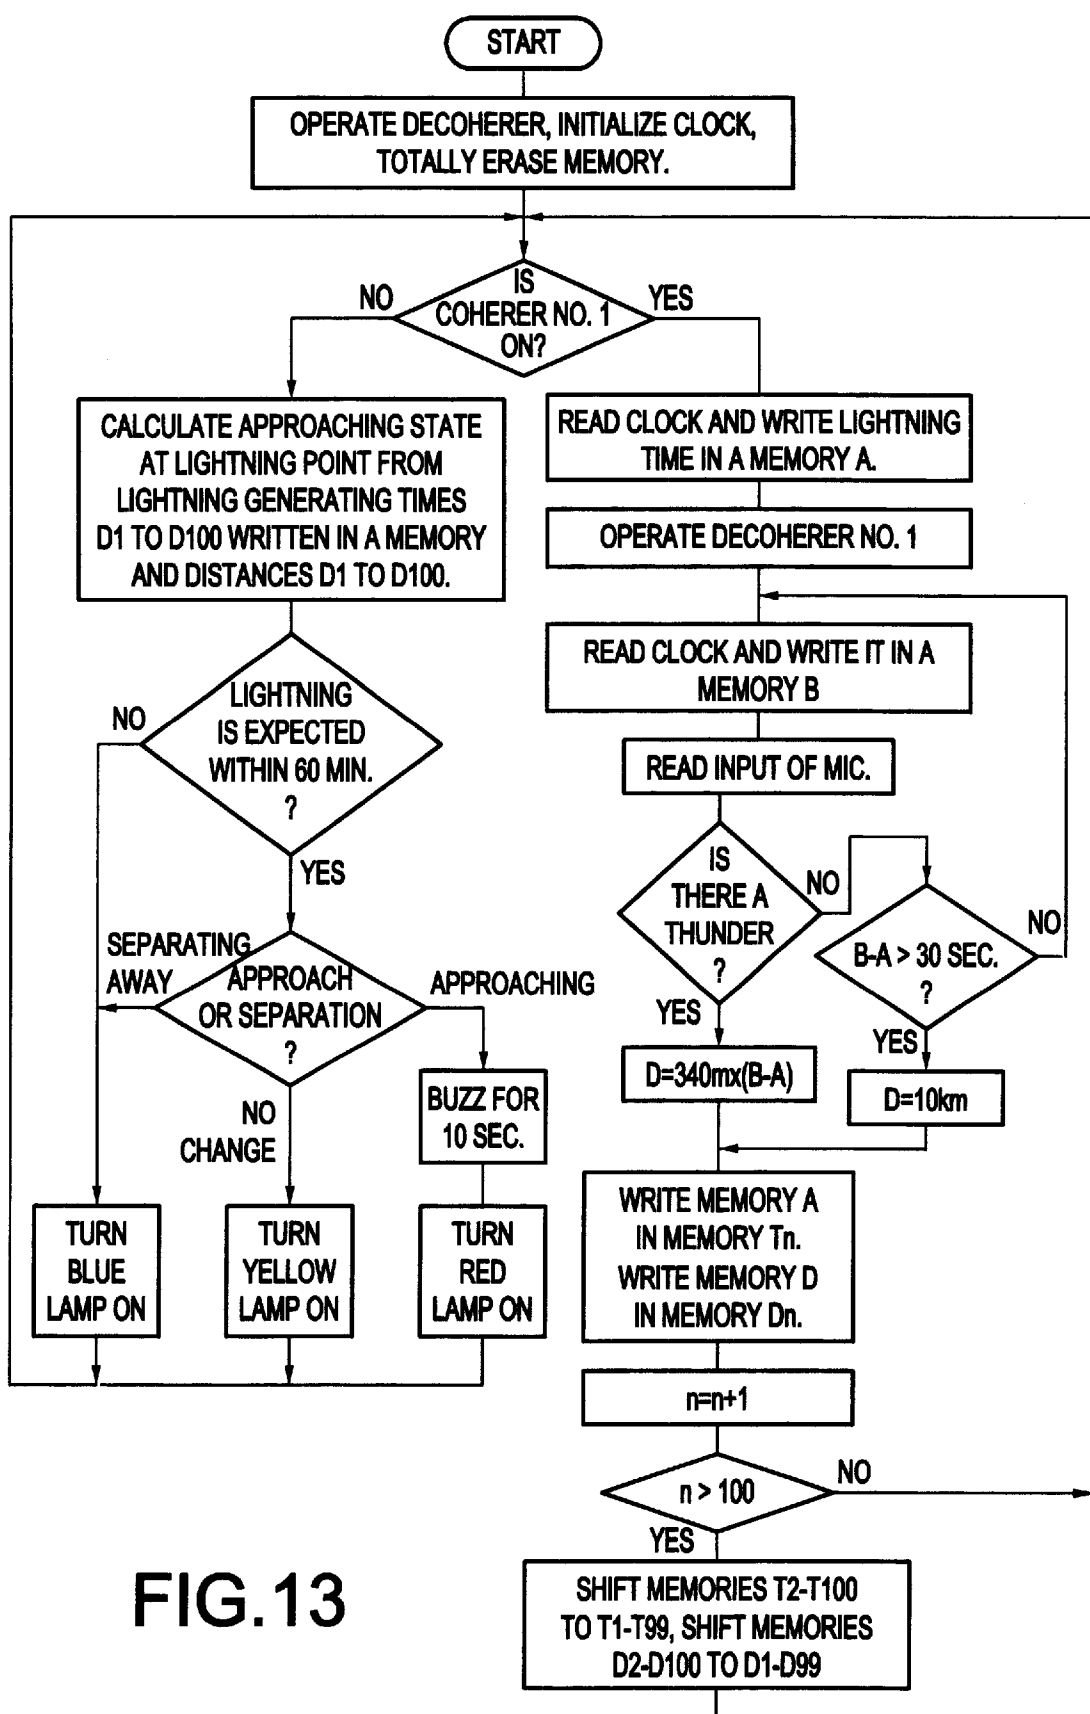 START
OPERATE DECOHERER, INITIALIZE CLOCK,
TOTALLY ERASE MEMORY.
IS
COHERER NO. 1
ON?
NO
YES
CALCULATE APPROACHING STATE
AT LIGHTNING POINT FROM
LIGHTNING GENERATING TIMES
D1 TO D100 WRITTEN IN A MEMORY
AND DISTANCES D1 TO D100.
LIGHTNING
IS EXPECTED
WITHIN 60 MIN.
?
NO
YES
APPROACH
OR SEPARATION
?
SEPARATING
AWAY
APPROACHING
NO
CHANGE
BUZZ FOR
10 SEC.
TURN
BLUE
LAMP ON
TURN
YELLOW
LAMP ON
TURN
RED
LAMP ON
READ CLOCK AND WRITE LIGHTNING
TIME IN A MEMORY A.
OPERATE DECOHERER NO. 1
READ CLOCK AND WRITE IT IN A
MEMORY B
READ INPUT OF MIC.
IS
THERE A
THUNDER
?
NO
YES
B-A > 30 SEC.
?
NO
YES
D=340mx(B-A)
D=10km
WRITE MEMORY A
IN MEMORY Tn.
WRITE MEMORY D
IN MEMORY Dn.
n=n+1
n > 100
NO
YES
SHIFT MEMORIES T2-T100
TO T1-T99, SHIFT MEMORIES
D2-D100 TO D1-D99
FIG.13